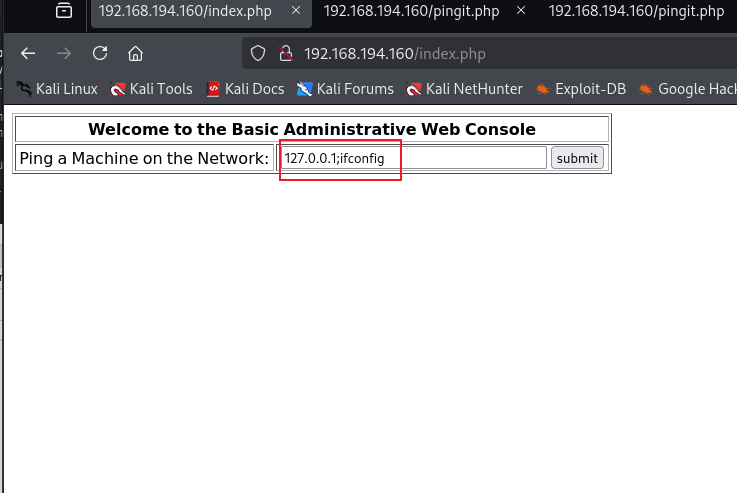 192.168.194.160/index.php × 192.168.194.160/pingit.php × 192.168.194.160/pingit.php
192.168.194.160/index.php
Kali Linux Kali Tools Kali Docs Kali Forums Kali NetHunter Exploit-DB Google Hack
Welcome to the Basic Administrative Web Console
Ping a Machine on the Network: 127.0.0.1;ifconfig submit